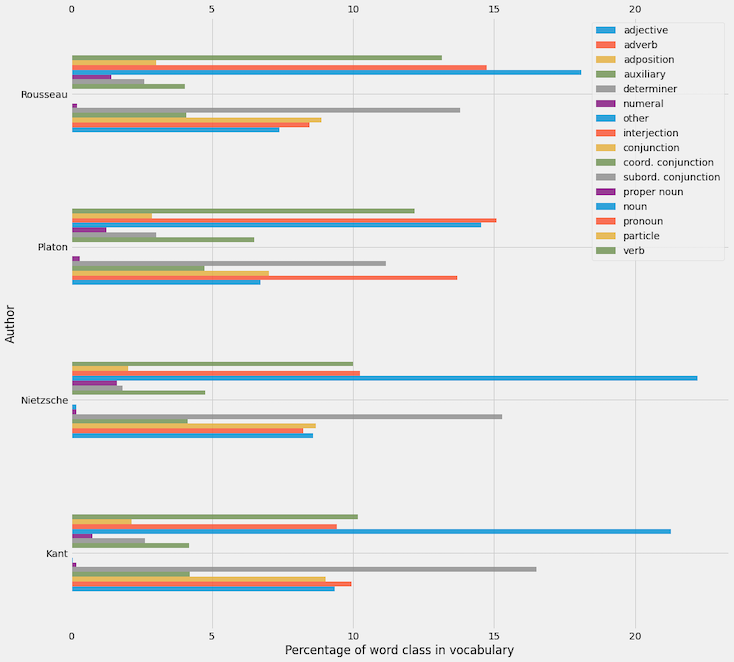 0 5 10 15 20
adjective
adverb
adposition
auxiliary
determiner
numeral
other
interjection
conjunction
coord. conjunction
subord. conjunction
proper noun
noun
pronoun
particle
verb
Rousseau
Platon
Nietzsche
Kant
Author
0 5 10 15 20
Percentage of word class in vocabulary